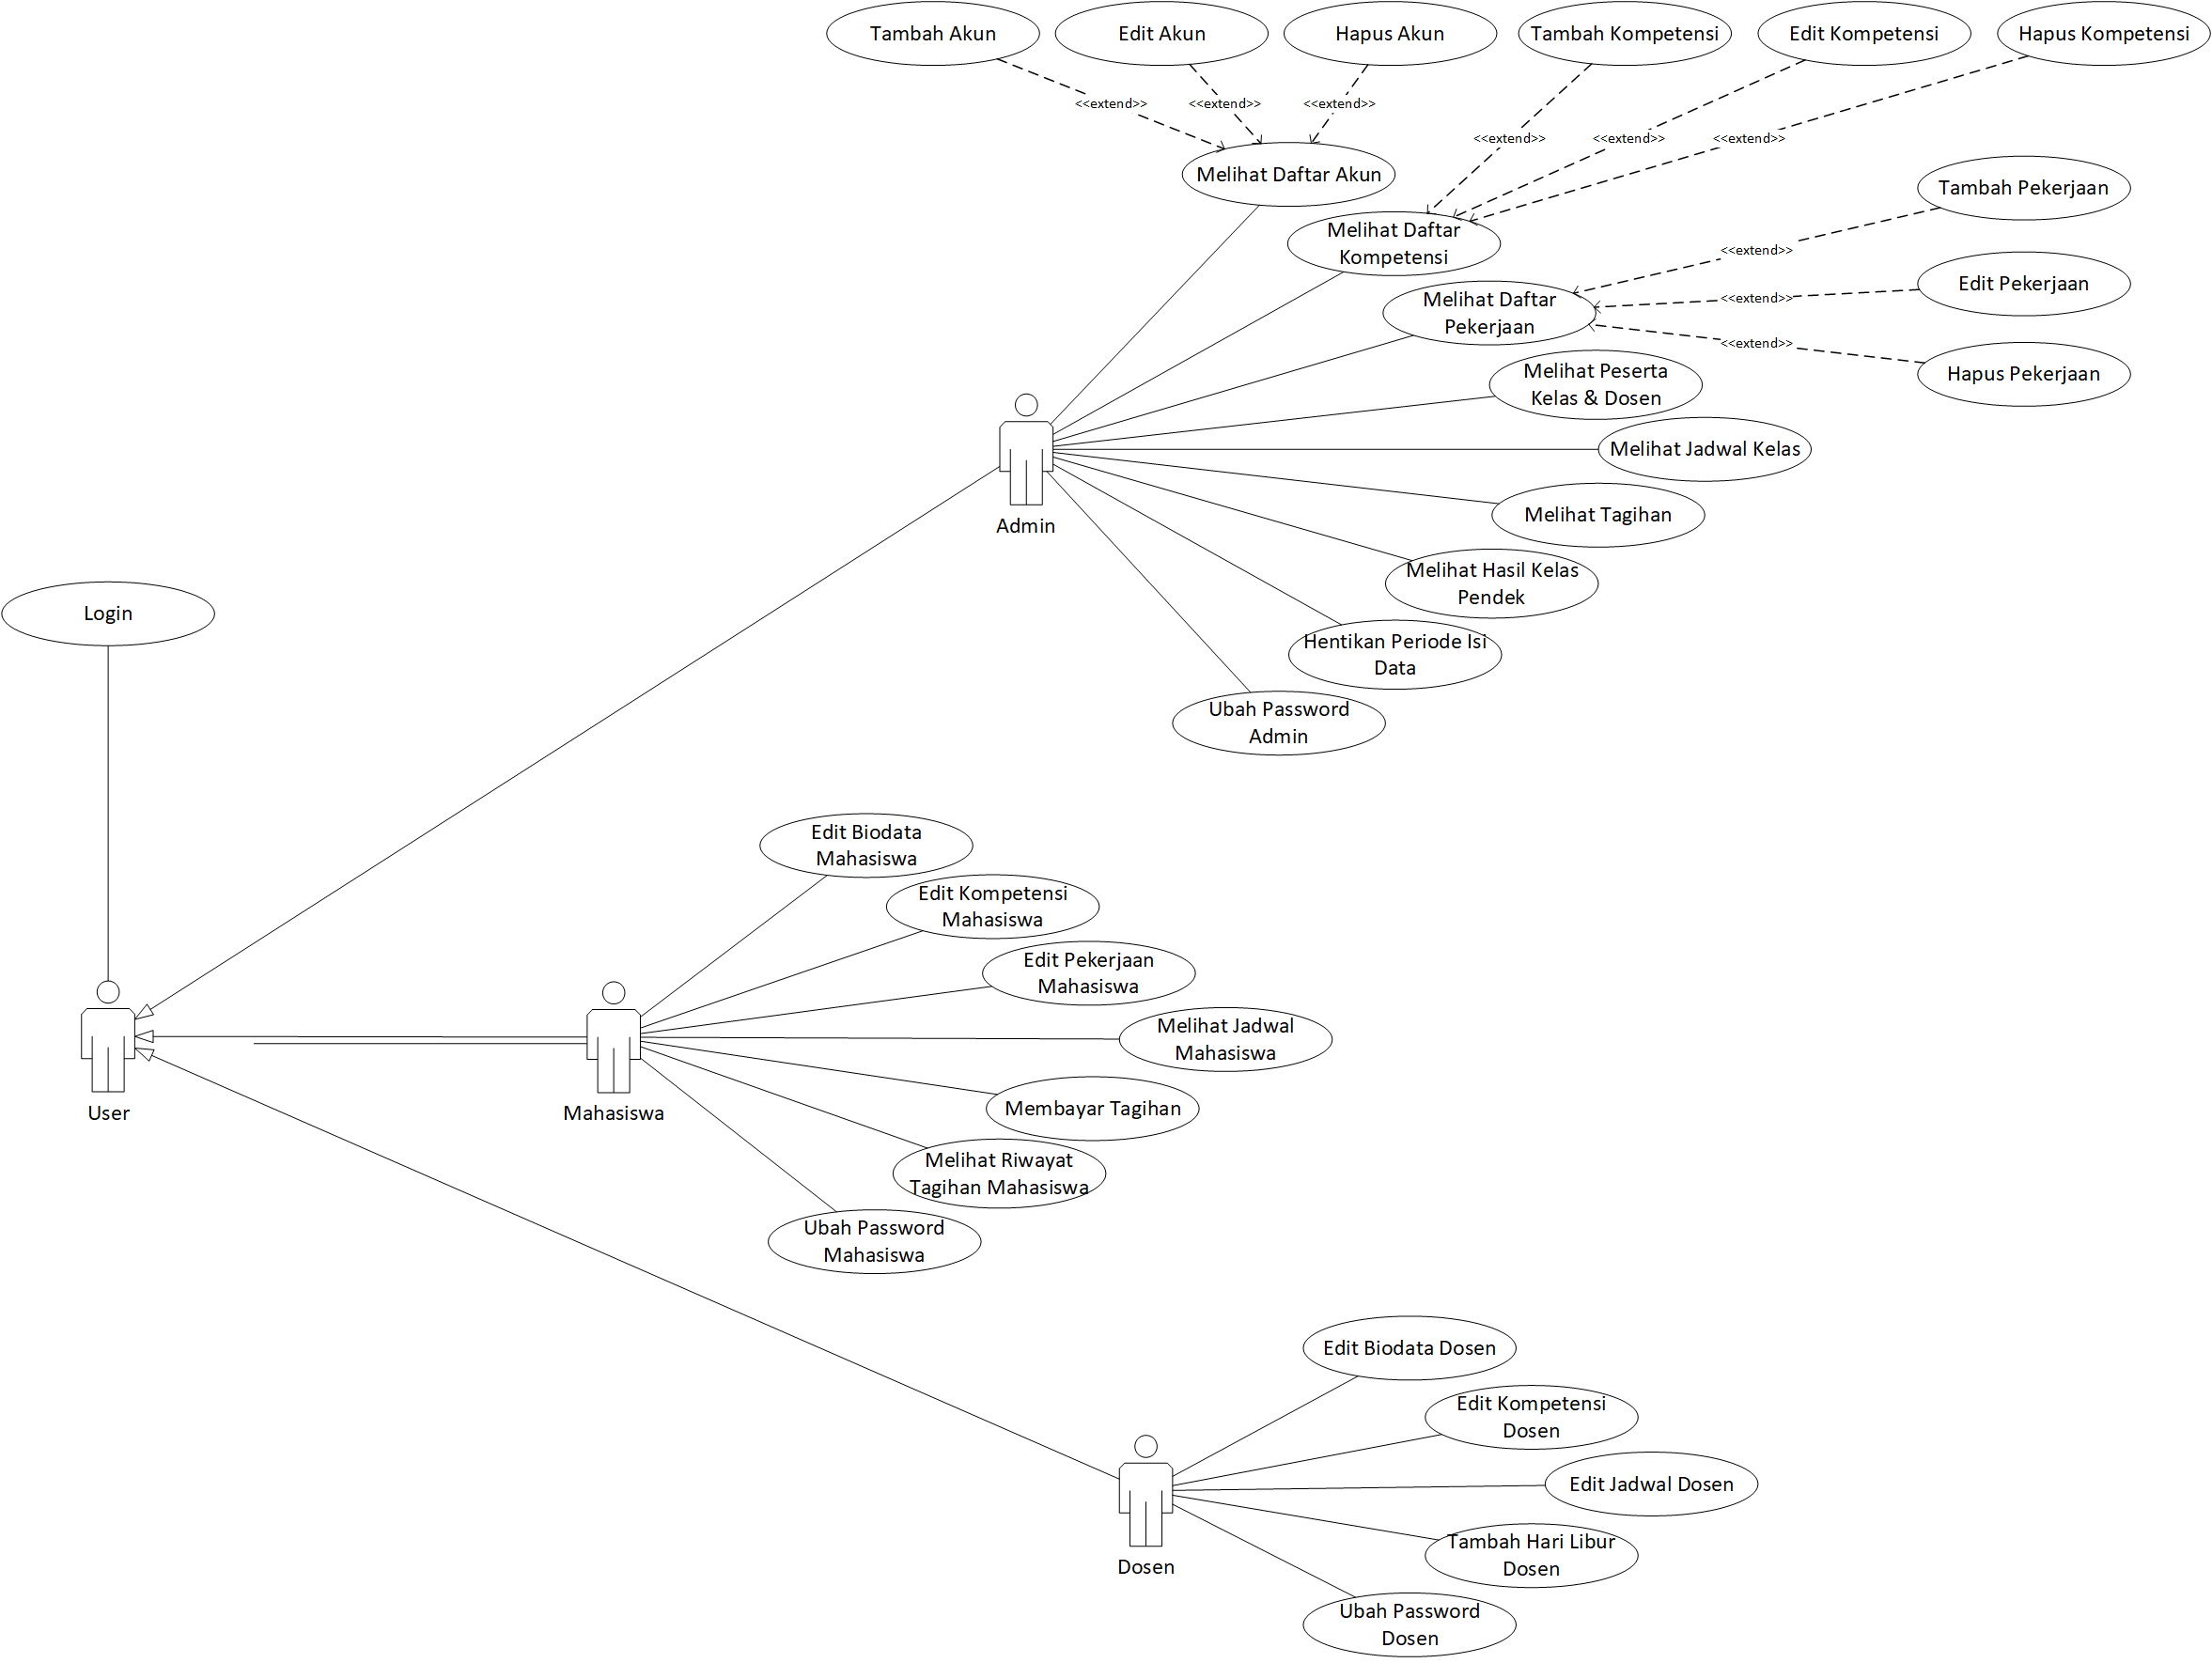 Tambah Akun
Edit Akun
Hapus Akun
Tambah Kompetensi
Edit Kompetensi
Hapus Kompetensi
<<extend>>
<<extend>>
<<extend>>
<<extend>>
<<extend>>
<<extend>>
Melihat Daftar Akun
Tambah Pekerjaan
Melihat Daftar
Kompetensi
<<extend>>
Edit Pekerjaan
<<extend>>
Melihat Daftar
Pekerjaan
<<extend>>
Hapus Pekerjaan
Melihat Peserta
Kelas & Dosen
Melihat Jadwal Kelas
Melihat Tagihan
Admin
Melihat Hasil Kelas
Pendek
Login
Hentikan Periode Isi
Data
Ubah Password
Admin
Edit Biodata
Mahasiswa
Edit Kompetensi
Mahasiswa
Edit Pekerjaan
Mahasiswa
Melihat Jadwal
Mahasiswa
User
Mahasiswa
Membayar Tagihan
Melihat Riwayat
Tagihan Mahasiswa
Ubah Password
Mahasiswa
Edit Biodata Dosen
Edit Kompetensi
Dosen
Edit Jadwal Dosen
Tambah Hari Libur
Dosen
Dosen
Ubah Password
Dosen